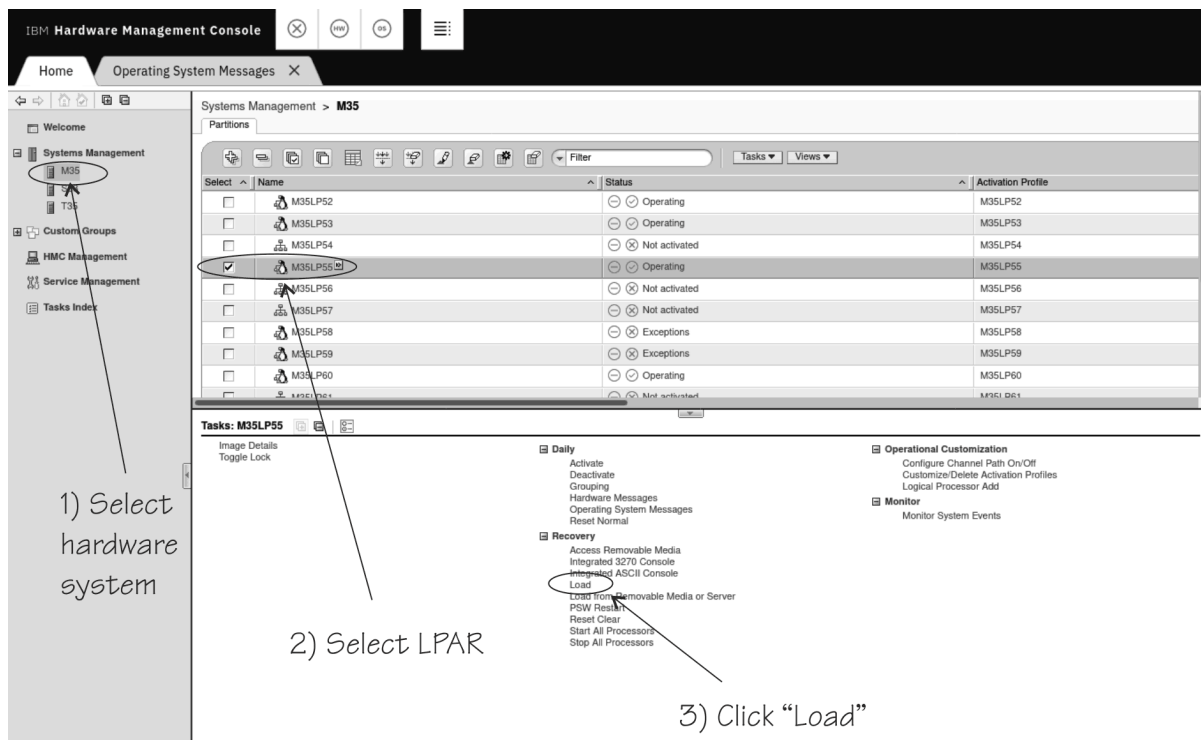 IBM Hardware Management Console
HW
OS
Home
Operating System Messages
Welcome
Systems Management
M35
T35
Custom Groups
HMC Management
Service Management
Tasks Index
Systems Management > M35
Partitions
Filter
Tasks
Views
Select Name Status Activation Profile
M35LP52 Operating M35LP52
M35LP53 Operating M35LP53
M35LP54 Not activated M35LP54
M35LP55 Operating M35LP55
M35LP56 Not activated M35LP56
M35LP57 Not activated M35LP57
M35LP58 Exceptions M35LP58
M35LP59 Exceptions M35LP59
M35LP60 Operating M35LP60
M35LP61 Not activated M35LP61
Tasks: M35LP55
Image Details
Toggle Lock
Daily
Activate
Deactivate
Grouping
Hardware Messages
Operating System Messages
Reset Normal
Recovery
Access Removable Media
Integrated 3270 Console
Integrated ASCII Console
Load
Load from Removable Media or Server
PSW Restart
Reset Clear
Start All Processors
Stop All Processors
Operational Customization
Configure Channel Path On/Off
Customize/Delete Activation Profiles
Logical Processor Add
Monitor
Monitor System Events
1) Select
hardware
system
2) Select LPAR
3) Click “Load”